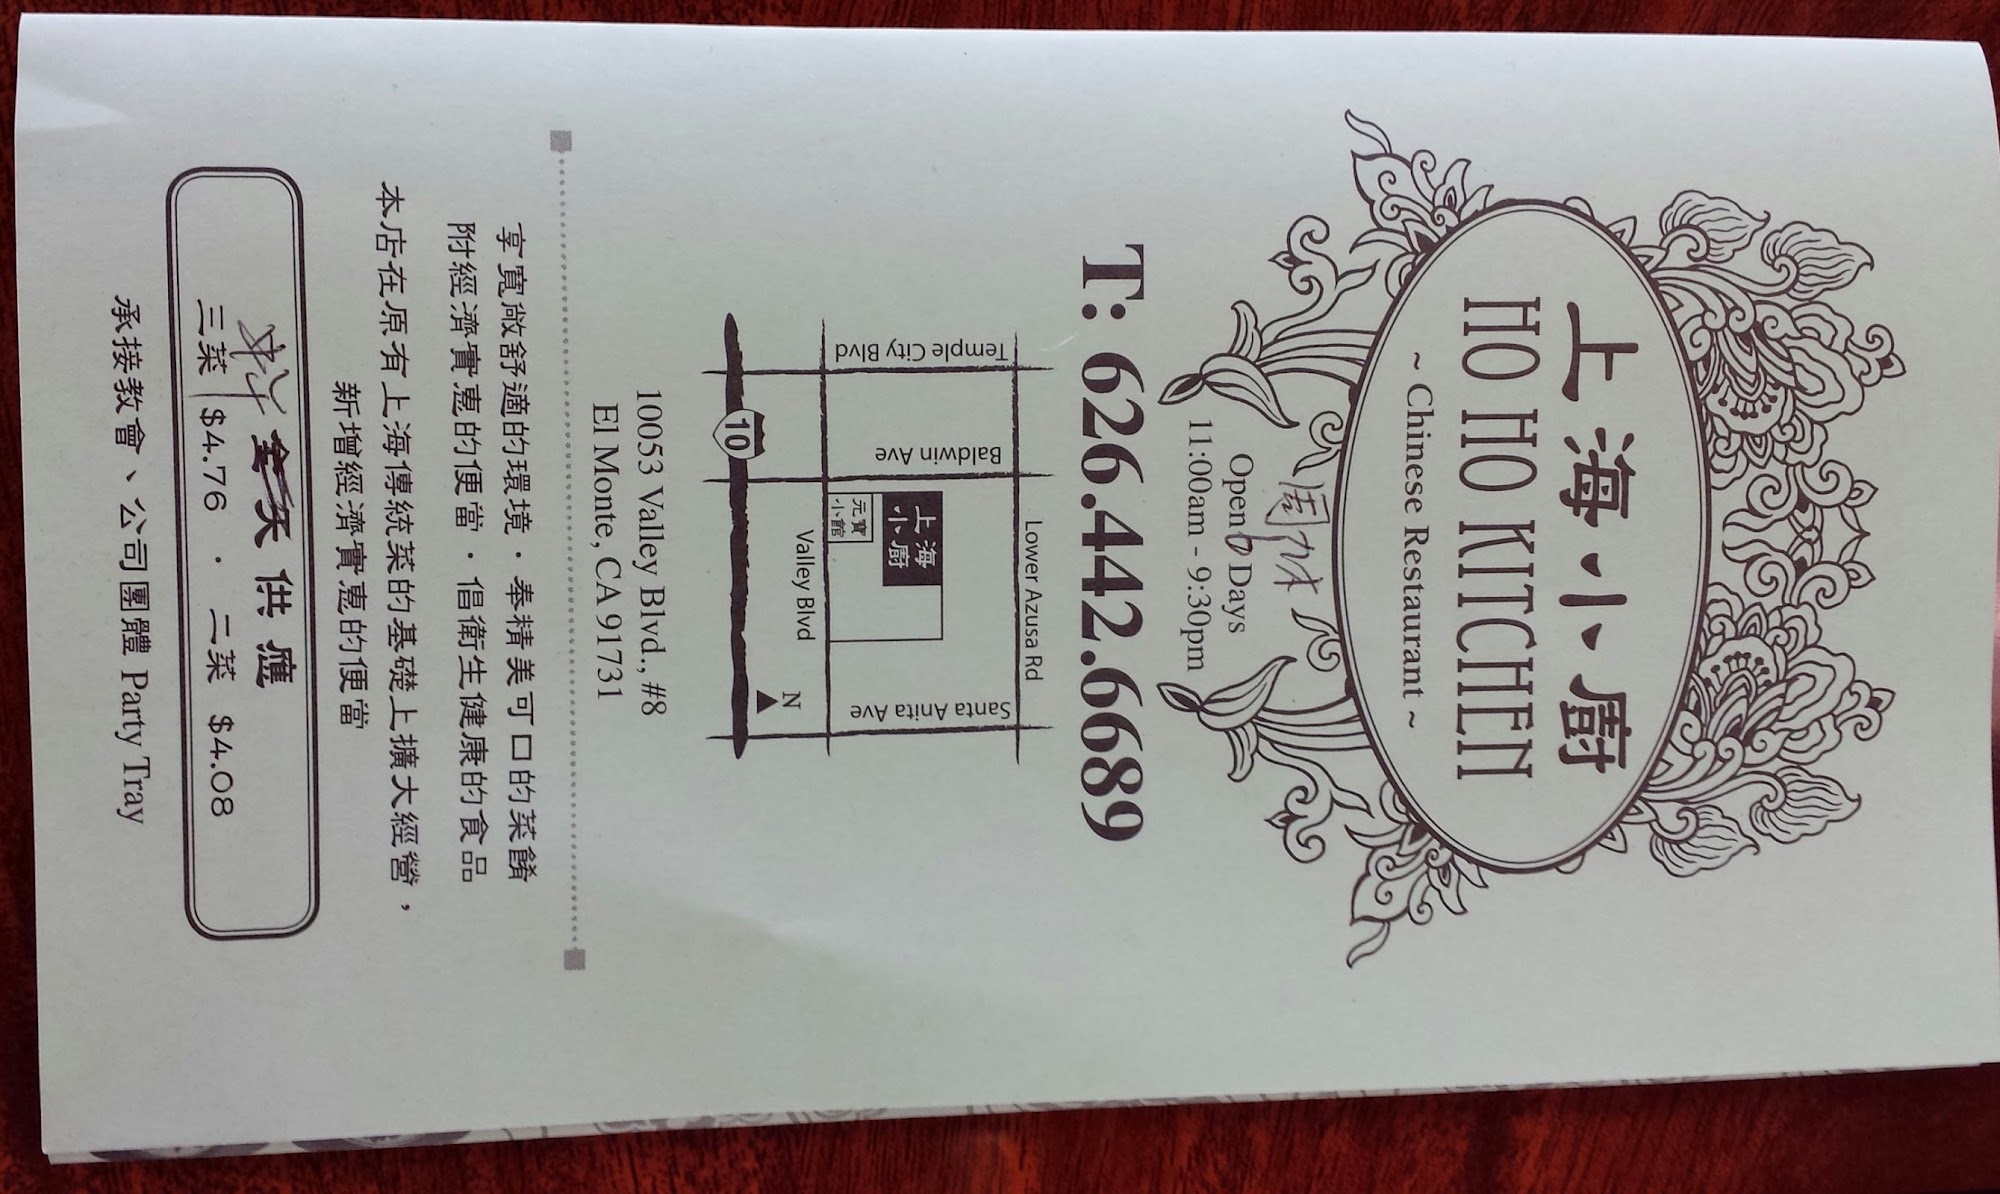 上海小廚
HO HO KITCHEN
~ Chinese Restaurant ~
Open 6 Days
11:00am - 9:30pm
T: 626.442.6689
Lower Azusa Rd
Temple City Blvd
Baldwin Ave
Santa Anita Ave
上海
小廚
元寶
小館
Valley Blvd
N
10
10053 Valley Blvd., #8
El Monte, CA 91731
享寬敞舒適的環境．奉精美可口的菜餚
附經濟實惠的便當．倡衛生健康的食品
本店在原有上海傳統菜的基礎上擴大經營，
新增經濟實惠的便當
全天供應
三菜 $4.76 ． 二菜 $4.08
承接教會、公司團體 Party Tray